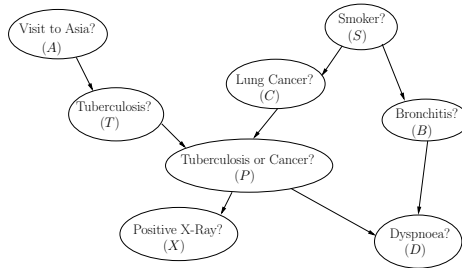 Smoker?
(S)
Visit to Asia?
(A)
Lung Cancer?
(C)
Tuberculosis?
(T)
Bronchitis?
(B)
Tuberculosis or Cancer?
(P)
Positive X-Ray?
(X)
Dyspnoea?
(D)